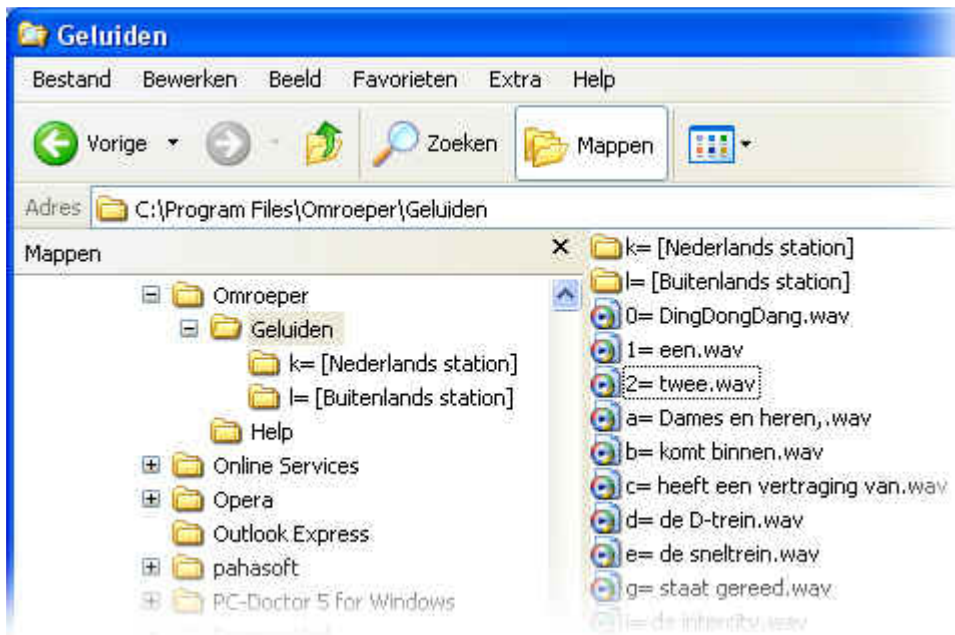 Geluiden
Bestand Bewerken Beeld Favorieten Extra Help
Vorige Zoeken Mappen
Adres C:\Program Files\Omroeper\Geluiden
Mappen
Omroeper
Geluiden
k= [Nederlands station]
l= [Buitenlands station]
Help
Online Services
Opera
Outlook Express
pahasoft
PC-Doctor 5 for Windows
k= [Nederlands station]
l= [Buitenlands station]
0= DingDongDang.wav
1= een.wav
2= twee.wav
a= Dames en heren,.wav
b= komt binnen.wav
c= heeft een vertraging van.wav
d= de D-trein.wav
e= de sneltrein.wav
g= staat gereed.wav
i= de intercity.wav